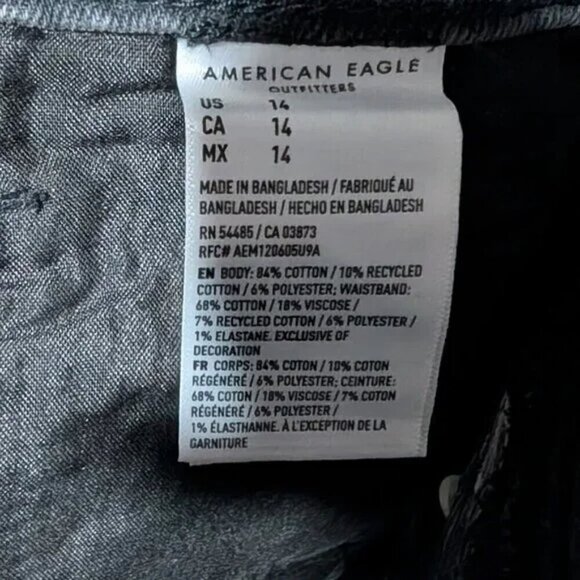 AMERICAN EAGLE
OUTFITTERS
US 14
CA 14
MX 14
MADE IN BANGLADESH / FABRIQUÉ AU
BANGLADESH / HECHO EN BANGLADESH
RN 54485 / CA 03873
RFC# AEM120605U9A
EN BODY: 84% COTTON / 10% RECYCLED
COTTON / 6% POLYESTER; WAISTBAND:
68% COTTON / 18% VISCOSE /
7% RECYCLED COTTON / 6% POLYESTER /
1% ELASTANE. EXCLUSIVE OF
DECORATION
FR CORPS: 84% COTON / 10% COTON
RÉGÉNÉRÉ / 6% POLYESTER; CEINTURE:
68% COTON / 18% VISCOSE / 7% COTON
RÉGÉNÉRÉ / 6% POLYESTER /
1% ÉLASTHANNE. À L'EXCEPTION DE LA
GARNITURE